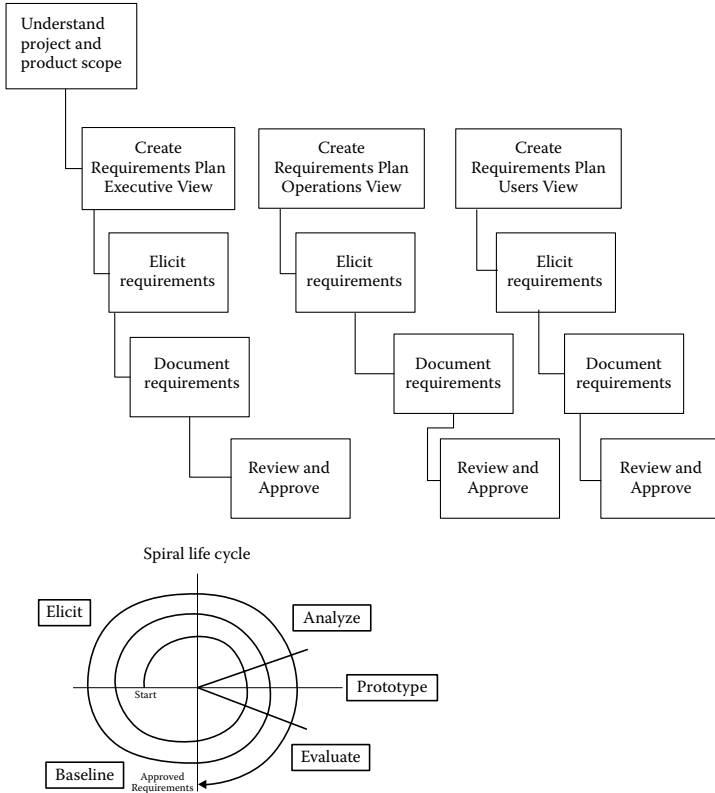 Understand
project and
product scope
Create
Requirements Plan
Executive View
Create
Requirements Plan
Operations View
Create
Requirements Plan
Users View
Elicit
requirements
Elicit
requirements
Elicit
requirements
Document
requirements
Document
requirements
Document
requirements
Review and
Approve
Review and
Approve
Review and
Approve
Spiral life cycle
Elicit
Analyze
Start
Prototype
Evaluate
Baseline
Approved
Requirements